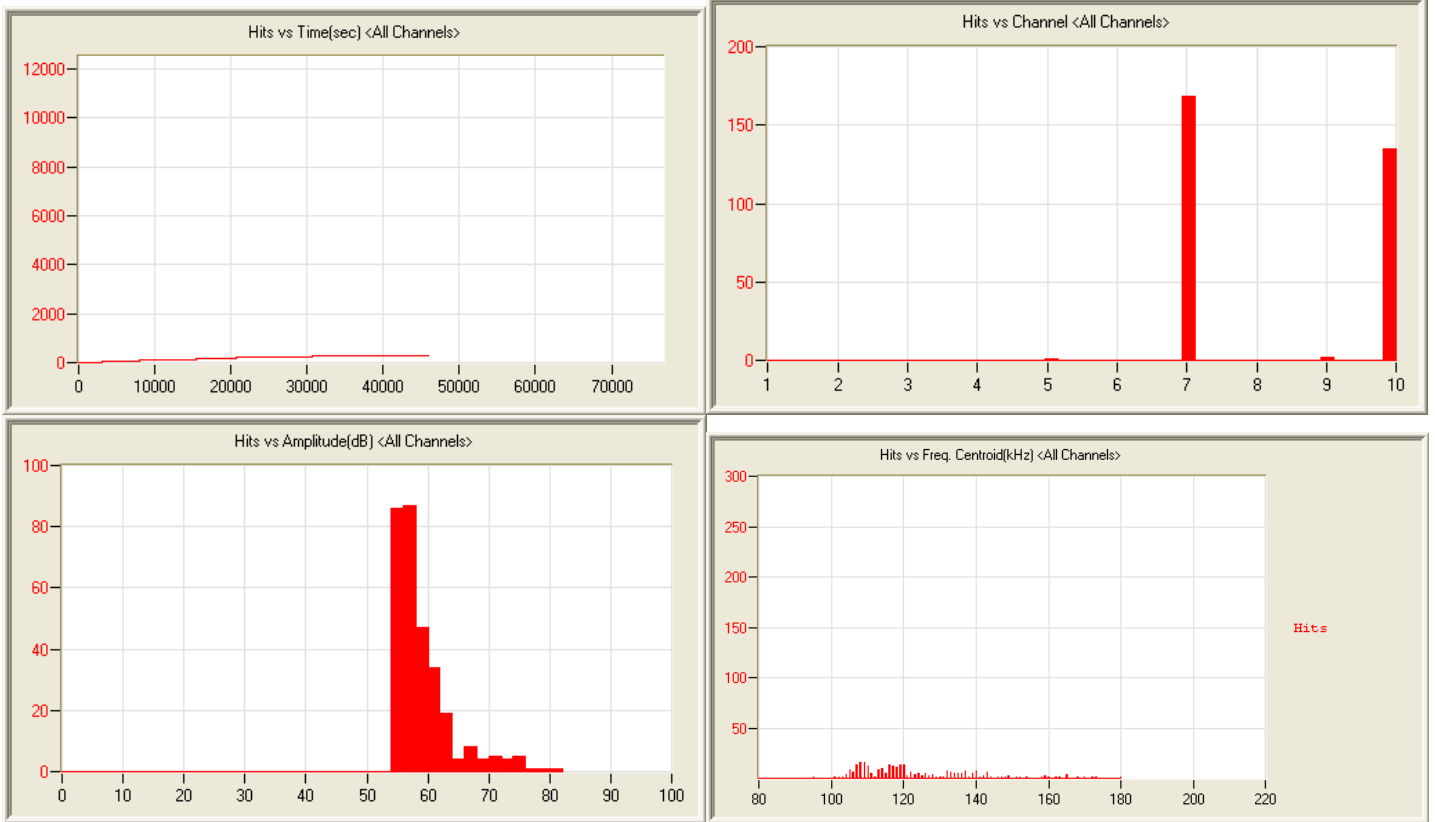 Hits vs Time(sec) <All Channels>
12000
10000
8000
6000
4000
2000
0
0 10000 20000 30000 40000 50000 60000 70000
Hits vs Channel <All Channels>
200
150
100
50
0
1 2 3 4 5 6 7 8 9 10
Hits vs Amplitude(dB) <All Channels>
100
80
60
40
20
0
0 10 20 30 40 50 60 70 80 90 100
Hits vs Freq. Centroid(kHz) <All Channels>
300
250
200
150
100
50
80 100 120 140 160 180 200 220
Hits